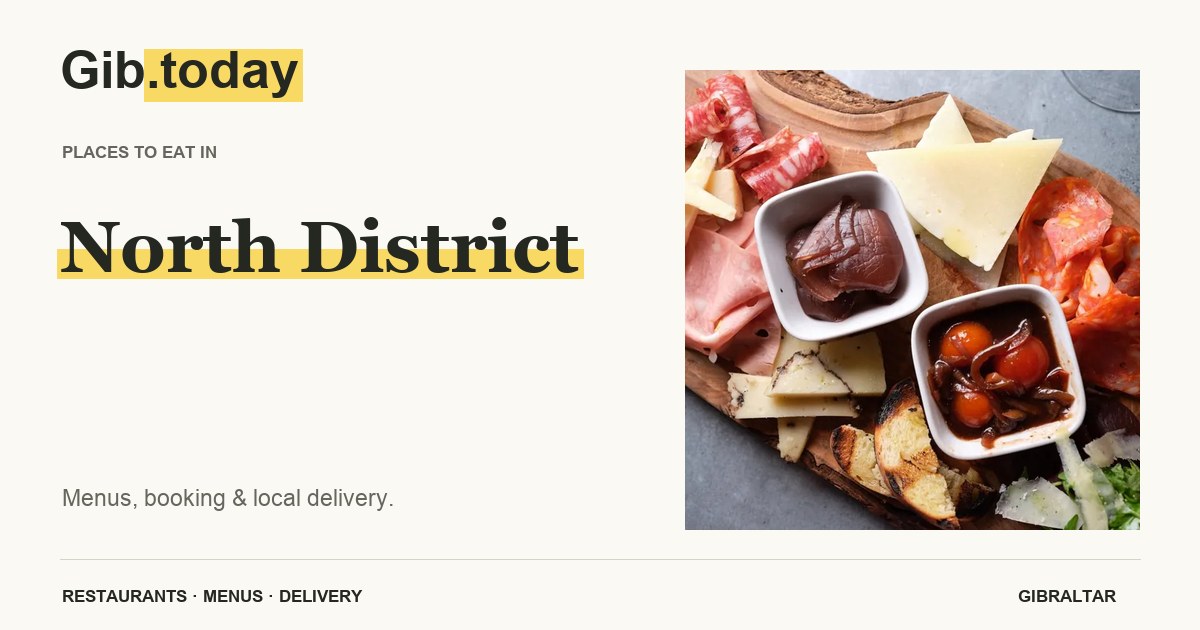 Gib.today
PLACES TO EAT IN
North District
Menus, booking & local delivery.
RESTAURANTS · MENUS · DELIVERY
GIBRALTAR